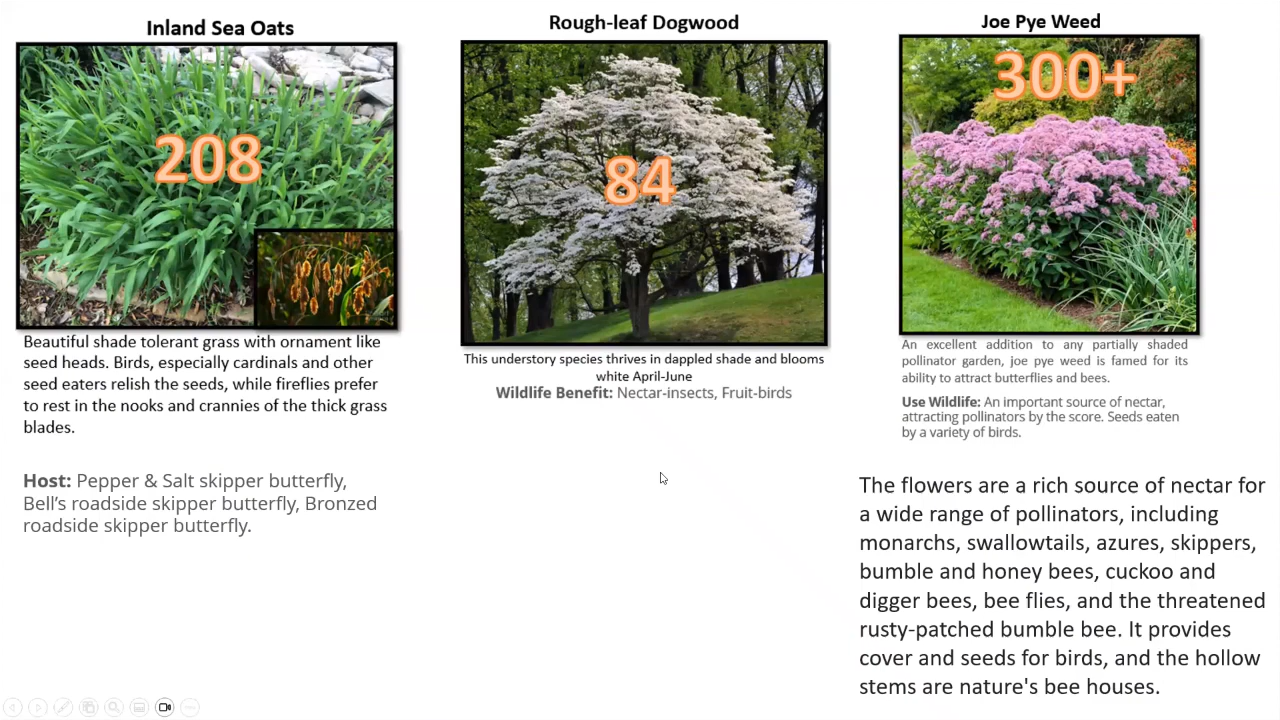 Inland Sea Oats
208
Beautiful shade tolerant grass with ornament like
seed heads. Birds, especially cardinals and other
seed eaters relish the seeds, while fireflies prefer
to rest in the nooks and crannies of the thick grass
blades.
Host: Pepper & Salt skipper butterfly,
Bell's roadside skipper butterfly, Bronzed
roadside skipper butterfly.
Rough-leaf Dogwood
84
This understory species thrives in dappled shade and blooms
white April-June
Wildlife Benefit: Nectar-insects, Fruit-birds
Joe Pye Weed
300+
An excellent addition to any partially shaded
pollinator garden, joe pye weed is famed for its
ability to attract butterflies and bees.
Use Wildlife: An important source of nectar,
attracting pollinators by the score. Seeds eaten
by a variety of birds.
The flowers are a rich source of nectar for
a wide range of pollinators, including
monarchs, swallowtails, azures, skippers,
bumble and honey bees, cuckoo and
digger bees, bee flies, and the threatened
rusty-patched bumble bee. It provides
cover and seeds for birds, and the hollow
stems are nature's bee houses.